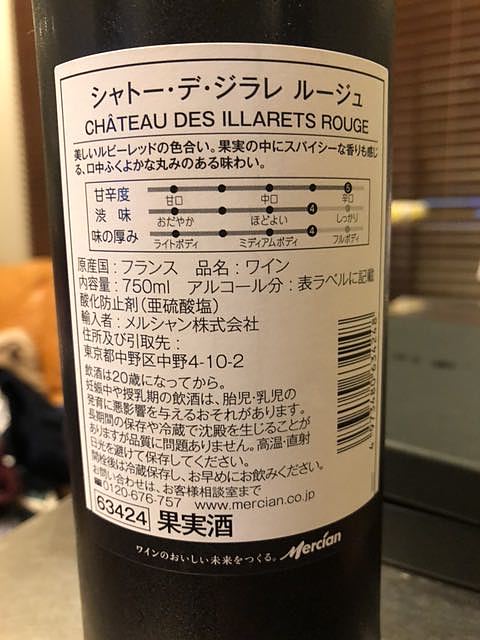 シャトー・デ・ジラレ ルージュ
CHÂTEAU DES ILLARETS ROUGE
美しいルビーレッドの色合い。果実の中にスパイシーな香りも感じ
る、口中ふくよかな丸みのある味わい。
甘辛度 5
甘口 中口 辛口
渋味 4
おだやか ほどよい しっかり
味の厚み 4
ライトボディ ミディアムボディ フルボディ
原産国：フランス 品名：ワイン
内容量：750ml アルコール分：表ラベルに記載
酸化防止剤（亜硫酸塩）
輸入者：メルシャン株式会社
住所及び引取先：
東京都中野区中野4-10-2
飲酒は20歳になってから。
妊娠中や授乳期の飲酒は、胎児・乳児の
発育に悪影響を与えるおそれがあります。
長期間の保存や冷蔵で沈殿を生じることが
ありますが品質に問題ありません。高温・直射
日光を避けて保存してください。
開栓後は冷蔵保存し、お早めにお飲みください。
お問い合わせは、お客様相談室まで
0120-676-757 www.mercian.co.jp
63424 果実酒
ワインのおいしい未来をつくる。 Mercian